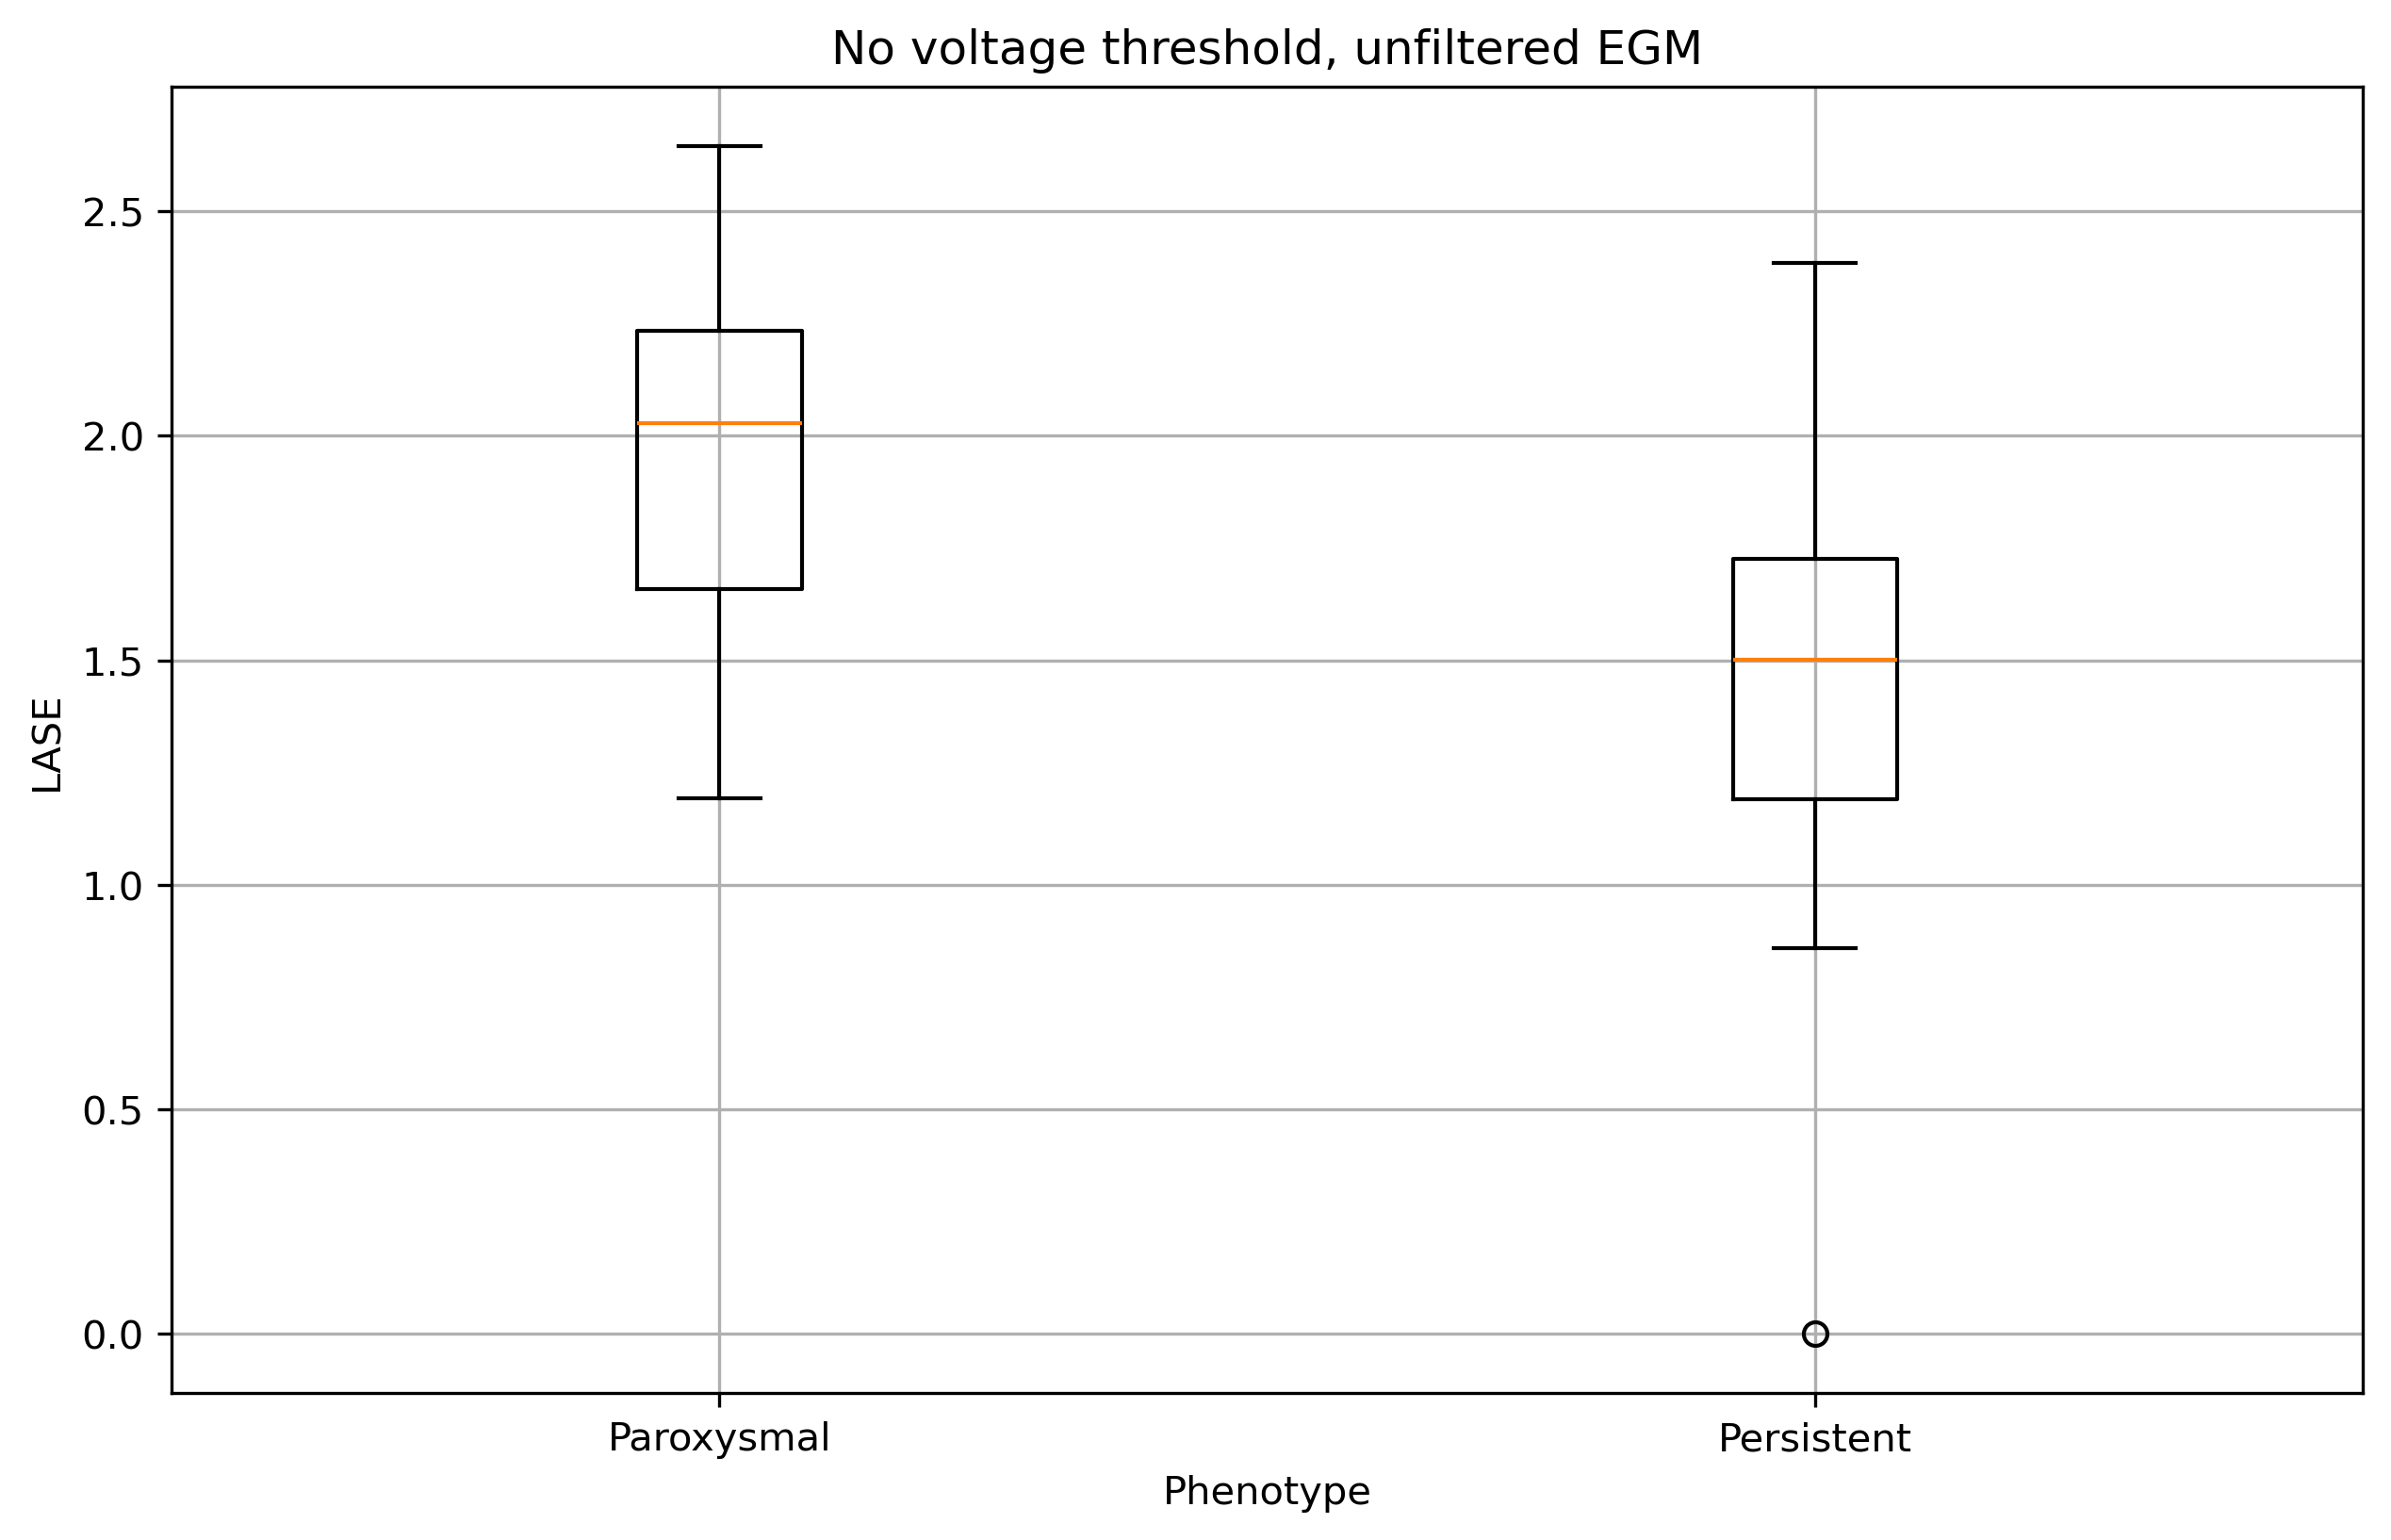 No voltage threshold, unfiltered EGM
LASE
2.5
2.0
1.5
1.0
0.5
0.0
Paroxysmal
Persistent
Phenotype